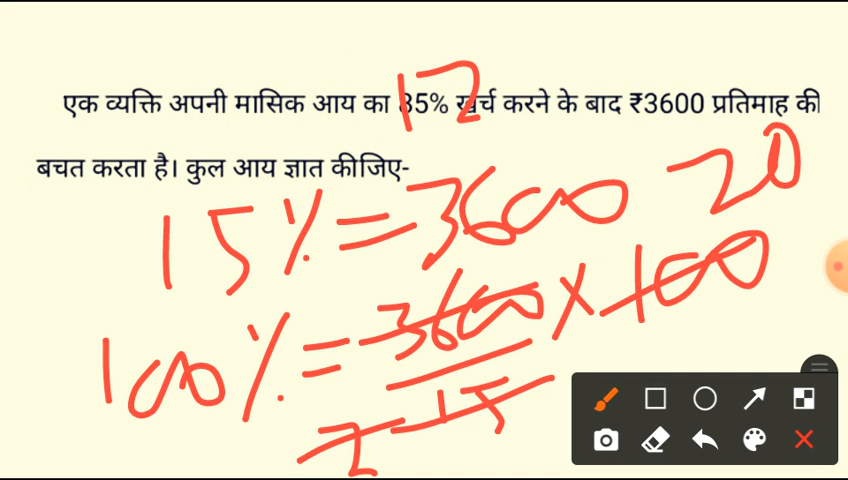 एक व्यक्ति अपनी मासिक आय का 85% खर्च करने के बाद ₹3600 प्रतिमाह की
बचत करता है। कुल आय ज्ञात कीजिए-
12
20
15% = 3600
100% = 3600 × 100
15